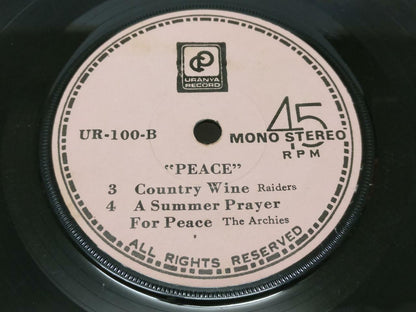 URANYA
RECORD
UR-100-B
45
MONO STEREO
RPM
"PEACE"
3 Country Wine Raiders
4 A Summer Prayer
For Peace The Archies
ALL RIGHTS RESERVED